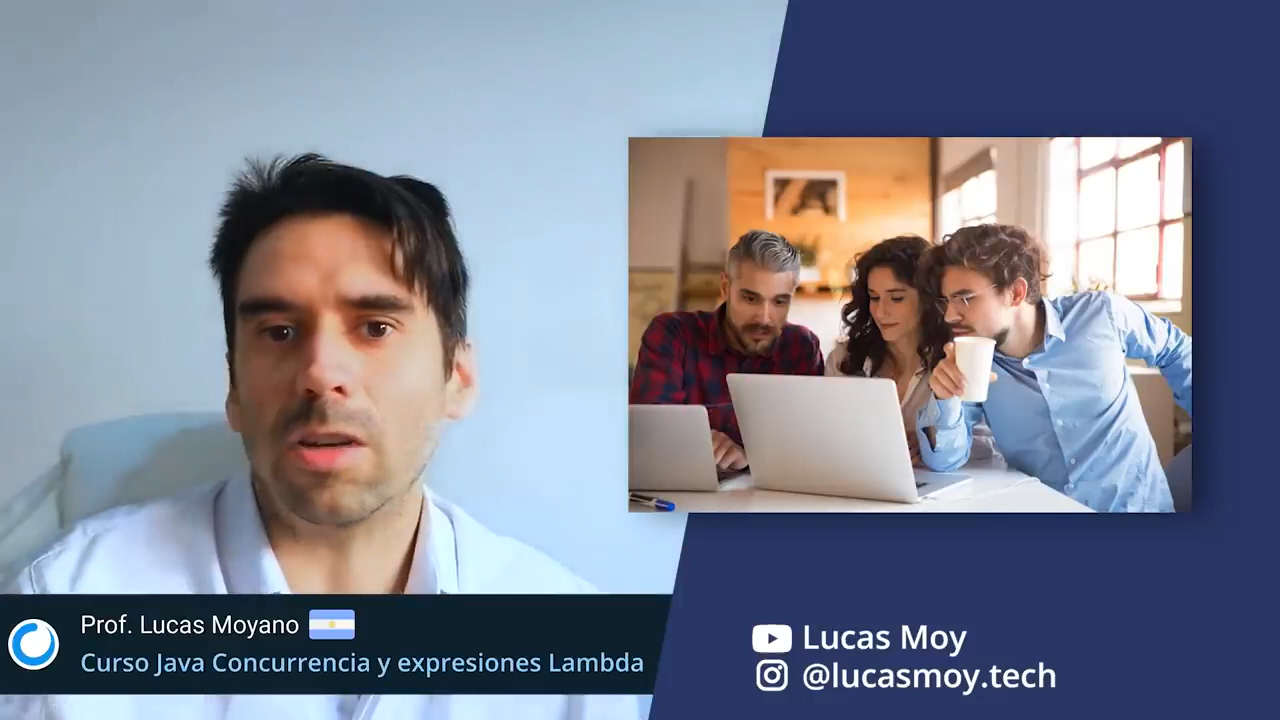 Prof. Lucas Moyano
Curso Java Concurrencia y expresiones Lambda
Lucas Moy
@lucasmoy.tech